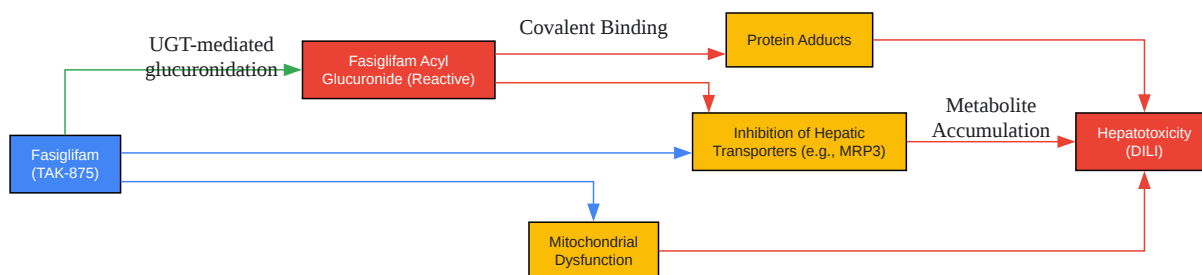 UGT-mediated
glucuronidation
Fasiglifam Acyl
Glucuronide (Reactive)
Covalent Binding
Protein Adducts
Fasiglifam
(TAK-875)
Inhibition of Hepatic
Transporters (e.g., MRP3)
Metabolite
Accumulation
Hepatotoxicity
(DILI)
Mitochondrial
Dysfunction